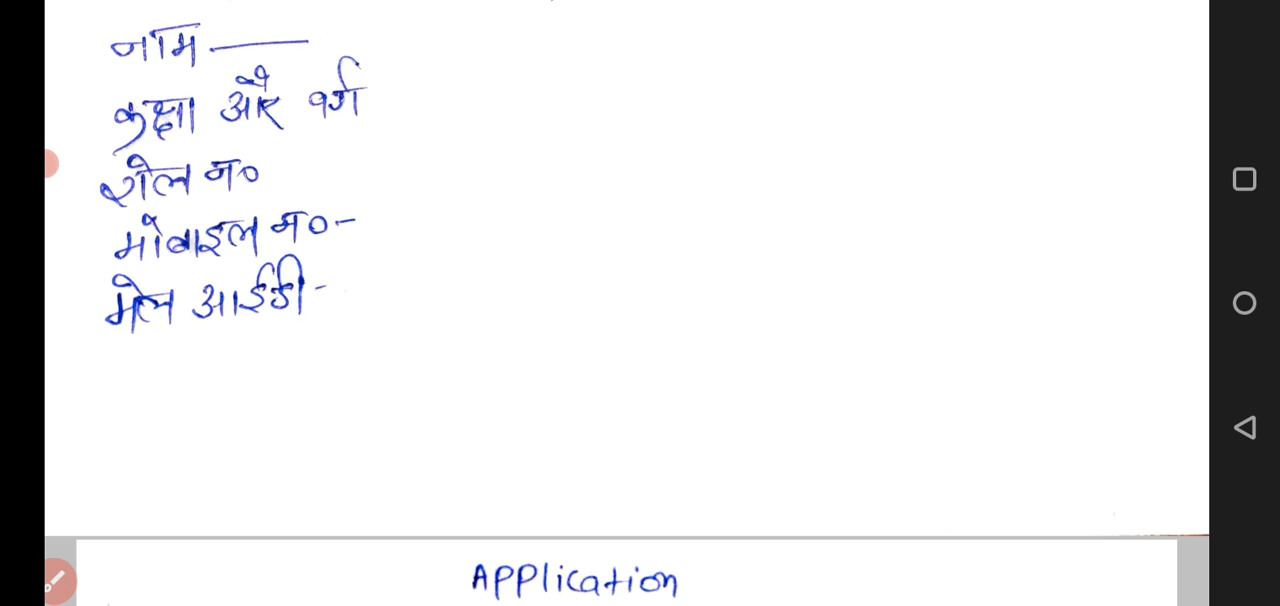 नाम ——
कक्षा और वर्ग
रोल न०
मोबाइल न० -
मेल आईडी -
Application